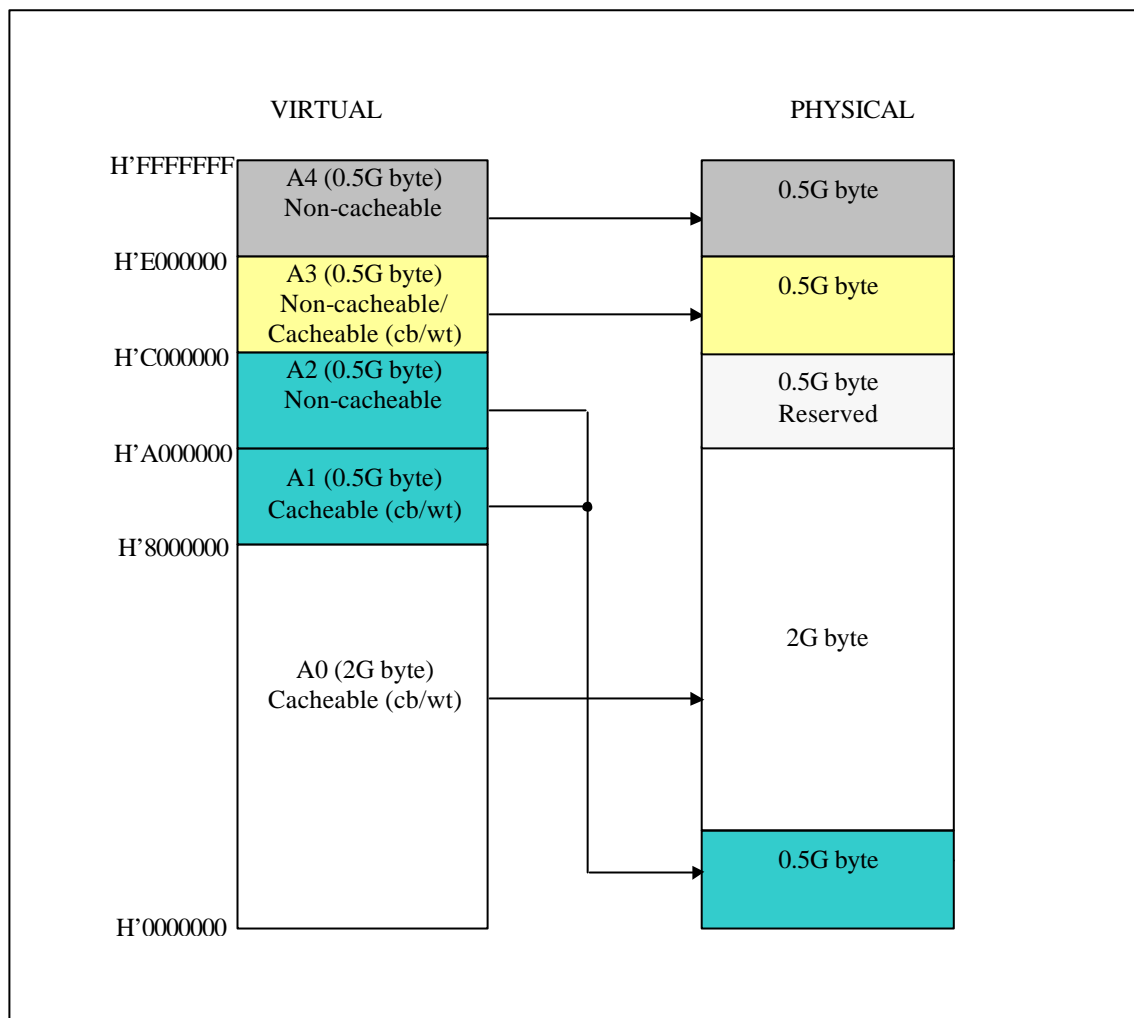 VIRTUAL
PHYSICAL
H’FFFFFFF
A4 (0.5G byte)
Non-cacheable
0.5G byte
H’E000000
A3 (0.5G byte)
Non-cacheable/
Cacheable (cb/wt)
0.5G byte
H’C000000
A2 (0.5G byte)
Non-cacheable
0.5G byte
Reserved
H’A000000
A1 (0.5G byte)
Cacheable (cb/wt)
H’8000000
2G byte
A0 (2G byte)
Cacheable (cb/wt)
0.5G byte
H’0000000